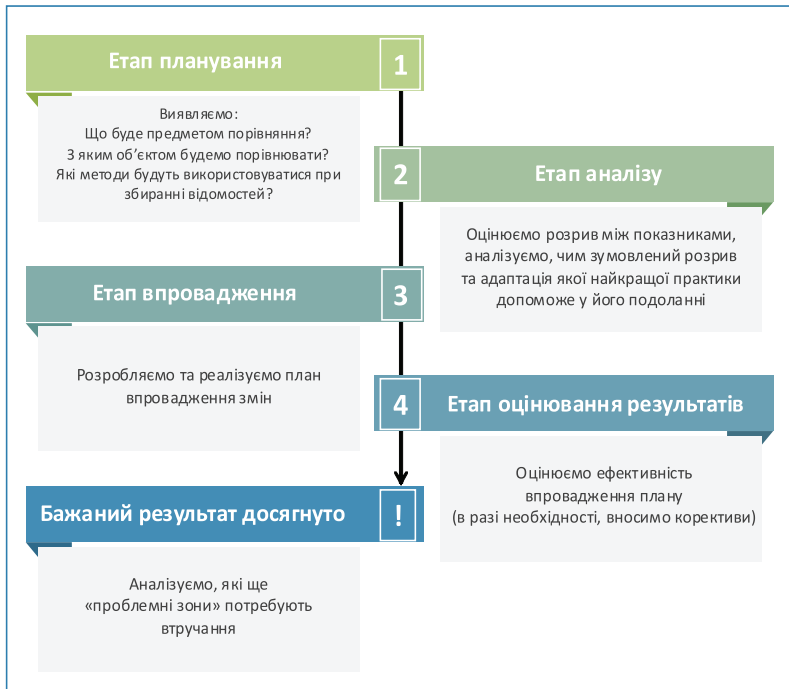 Етап планування
1
Виявляємо:
Що буде предметом порівняння?
З яким об’єктом будемо порівнювати?
Які методи будуть використовуватися при
збиранні відомостей?
2
Етап аналізу
Оцінюємо розрив між показниками,
аналізуємо, чим зумовлений розрив
та адаптація якої найкращої практики
допоможе у його подоланні
Етап впровадження
3
Розробляємо та реалізуємо план
впровадження змін
4
Етап оцінювання результатів
Оцінюємо ефективність
впровадження плану
(в разі необхідності, вносимо корективи)
Бажаний результат досягнуто
!
Аналізуємо, які ще
«проблемні зони» потребують
втручання